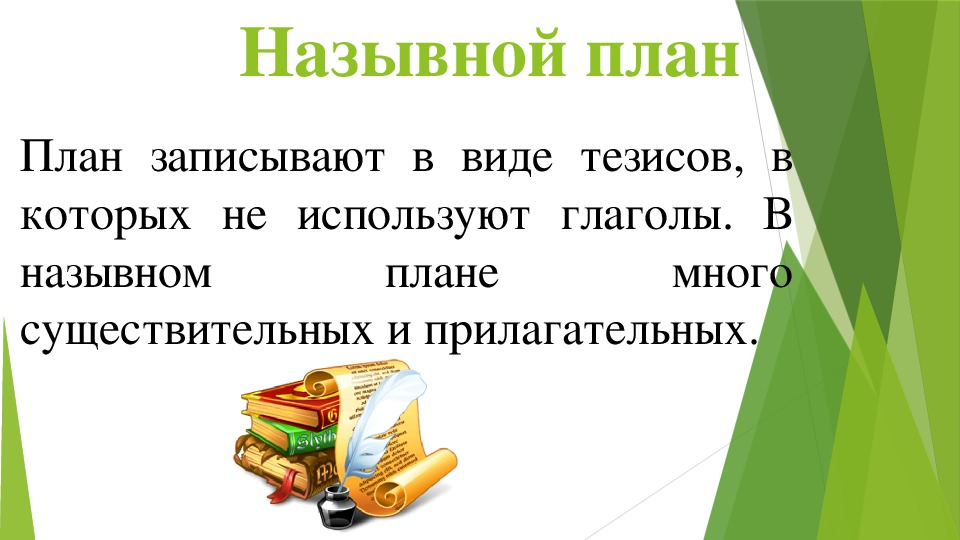 Назывной план
План записывают в виде тезисов, в
которых не используют глаголы. В
назывном плане много
существительных и прилагательных.